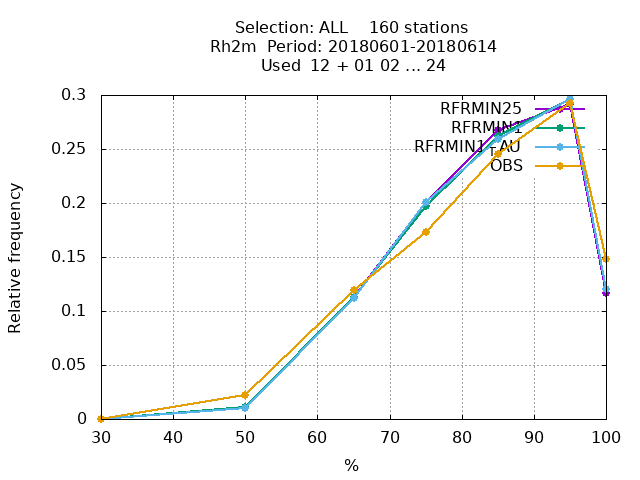 Selection: ALL    160 stations
Rh2m  Period: 20180601-20180614
Used  12 + 01 02 ... 24
0.3
0.25
0.2
0.15
0.1
0.05
0
Relative frequency
RFRMIN25
RFRMIN1
RFRMIN1_AU
OBS
30 40 50 60 70 80 90 100
%